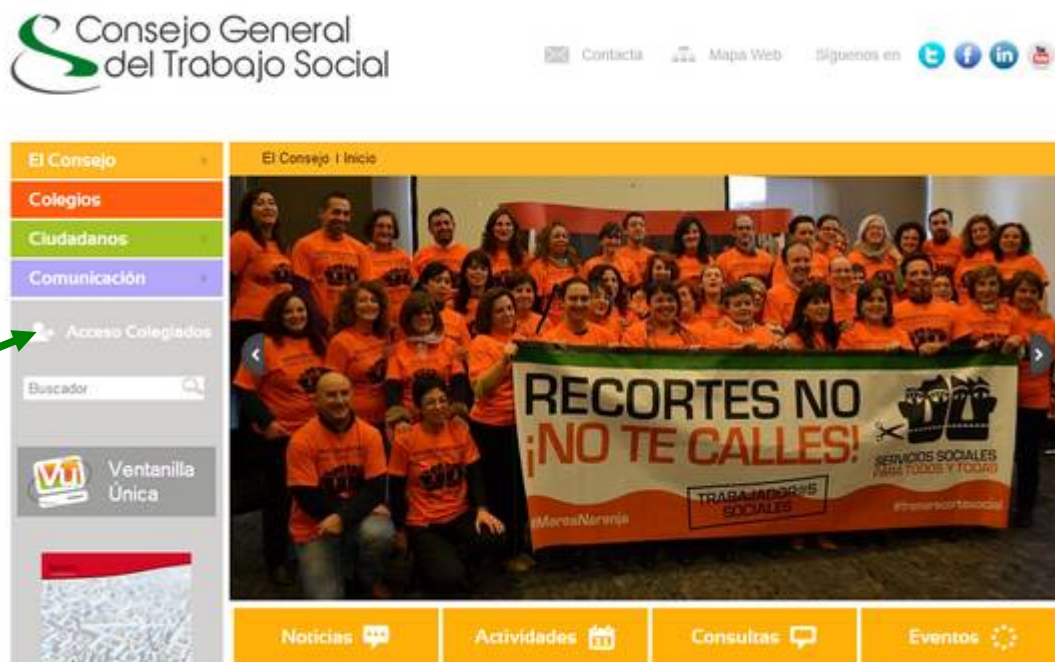 Consejo General
del Trabajo Social
Contacta
Mapa Web
Síguenos en
El Consejo
Colegios
Ciudadanos
Comunicación
Acceso Colegiados
Buscador
Ventanilla
Única
El Consejo | Inicio
RECORTES NO
¡NO TE CALLES!
SERVICIOS SOCIALES
PARA TODOS Y TODAS
TRABAJADOR@S
SOCIALES
#MareaNaranja
Noticias
Actividades
Consultas
Eventos